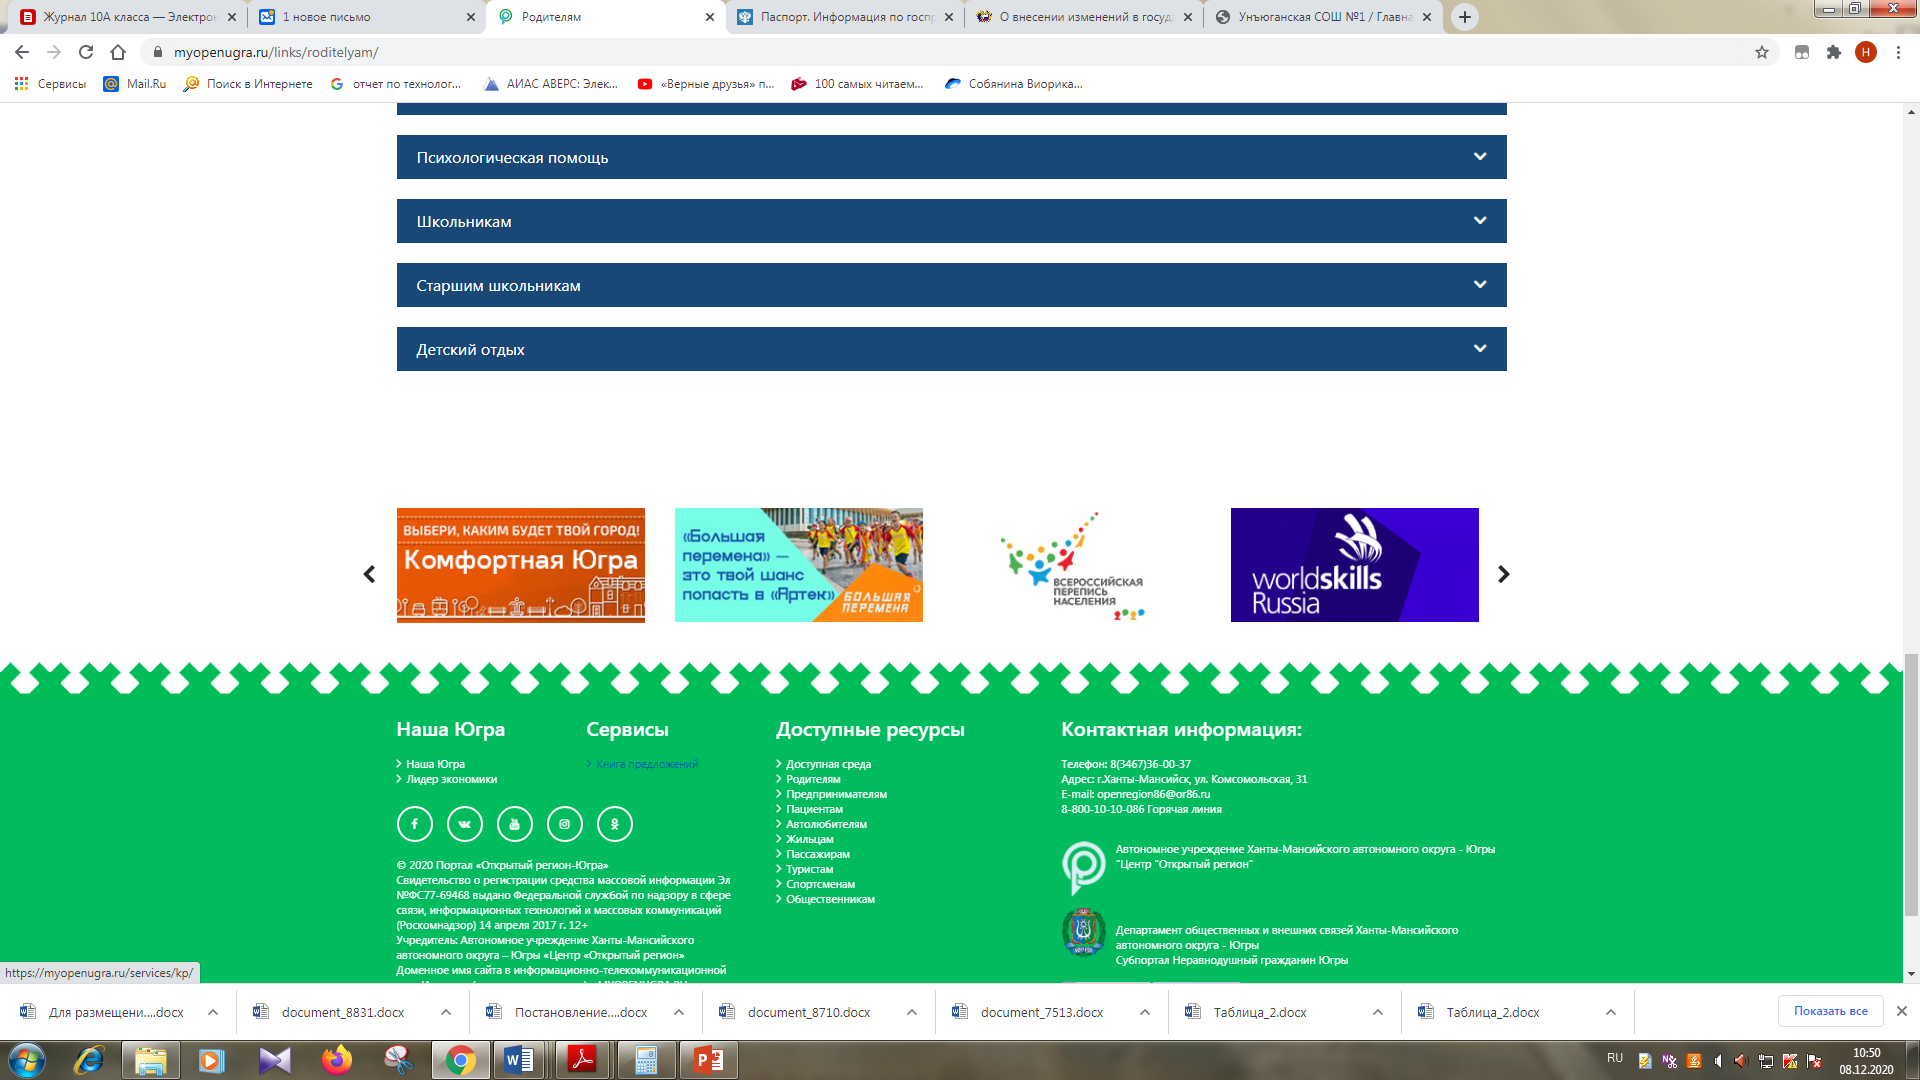 Журнал 10А класса — Электрон
1 новое письмо
Родителям
Паспорт. Информация по госпр
О внесении изменений в госуда
Унъюганская СОШ №1 / Главна
myopenugra.ru/links/roditelyam/
Н
Сервисы
Mail.Ru
Поиск в Интернете
отчет по технолог...
АИАС АВЕРС: Элек...
«Верные друзья» п...
100 самых читаем...
Собянина Виорика...
Психологическая помощь
Школьникам
Старшим школьникам
Детский отдых
ВЫБЕРИ, КАКИМ БУДЕТ ТВОЙ ГОРОД!
Комфортная Югра
«Большая
перемена» —
это твой шанс
попасть в «Артек»
БОЛЬШАЯ
ПЕРЕМЕНА
ВСЕРОССИЙСКАЯ
ПЕРЕПИСЬ
НАСЕЛЕНИЯ
worldskills
Russia
Наша Югра
Наша Югра
Лидер экономики
Сервисы
Книга предложений
© 2020 Портал «Открытый регион-Югра»
Свидетельство о регистрации средства массовой информации Эл
№ФС77-69468 выдано Федеральной службой по надзору в сфере
связи, информационных технологий и массовых коммуникаций
(Роскомнадзор) 14 апреля 2017 г. 12+
Учредитель: Автономное учреждение Ханты-Мансийского
автономного округа – Югры «Центр «Открытый регион»
Доменное имя сайта в информационно-телекоммуникационной
Доступные ресурсы
Доступная среда
Родителям
Предпринимателям
Пациентам
Автолюбителям
Жильцам
Пассажирам
Туристам
Спортсменам
Общественникам
Контактная информация:
Телефон: 8(3467)36-00-37
Адрес: г.Ханты-Мансийск, ул. Комсомольская, 31
E-mail: openregion86@or86.ru
8-800-10-10-086 Горячая линия
Автономное учреждение Ханты-Мансийского автономного округа - Югры
"Центр "Открытый регион"
Департамент общественных и внешних связей Ханты-Мансийского
автономного округа - Югры
Субпортал Неравнодушный гражданин Югры
https://myopenugra.ru/services/kp/
Для размещени....docx
document_8831.docx
Постановление....docx
document_8710.docx
document_7513.docx
Таблица_2.docx
Таблица_2.docx
Показать все
RU
10:50
08.12.2020